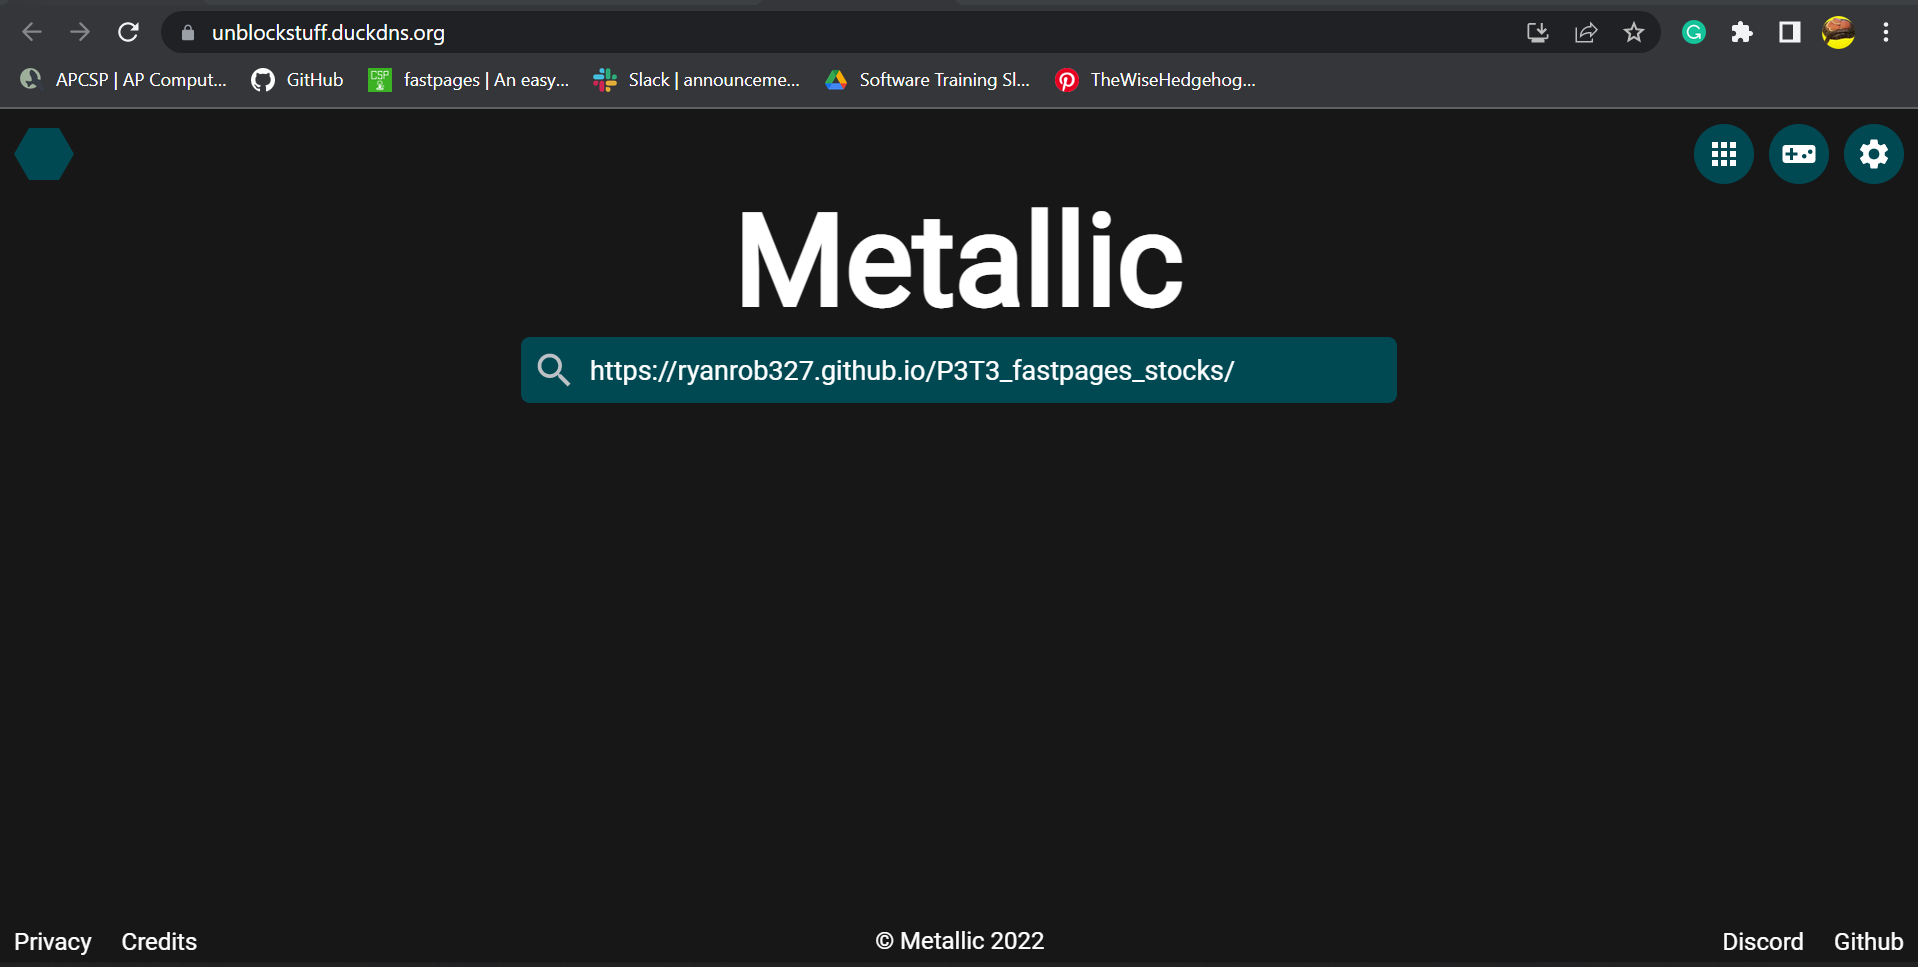 unblockstuff.duckdns.org
G
APCSP | AP Comput... GitHub CSP fastpages | An easy... Slack | announceme... Software Training Sl... TheWiseHedgehog...
Metallic
https://ryanrob327.github.io/P3T3_fastpages_stocks/
Privacy Credits © Metallic 2022 Discord Github